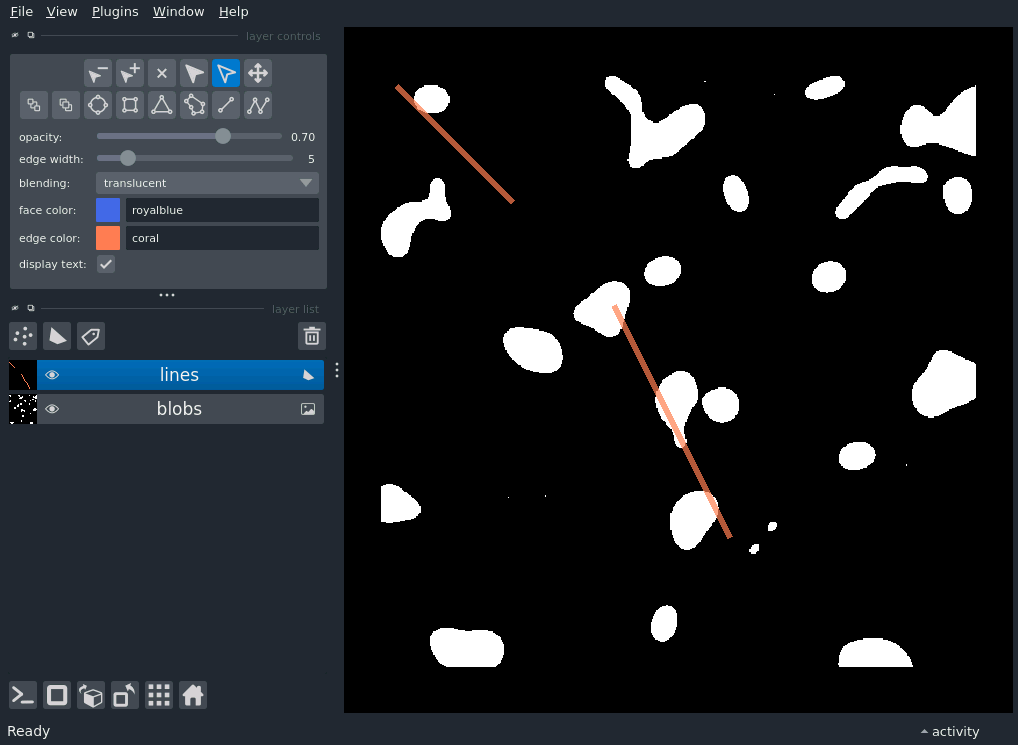 File View Plugins Window Help
layer controls
opacity: 0.70
edge width: 5
blending: translucent
face color: royalblue
edge color: coral
display text:
layer list
lines
blobs
Ready
activity